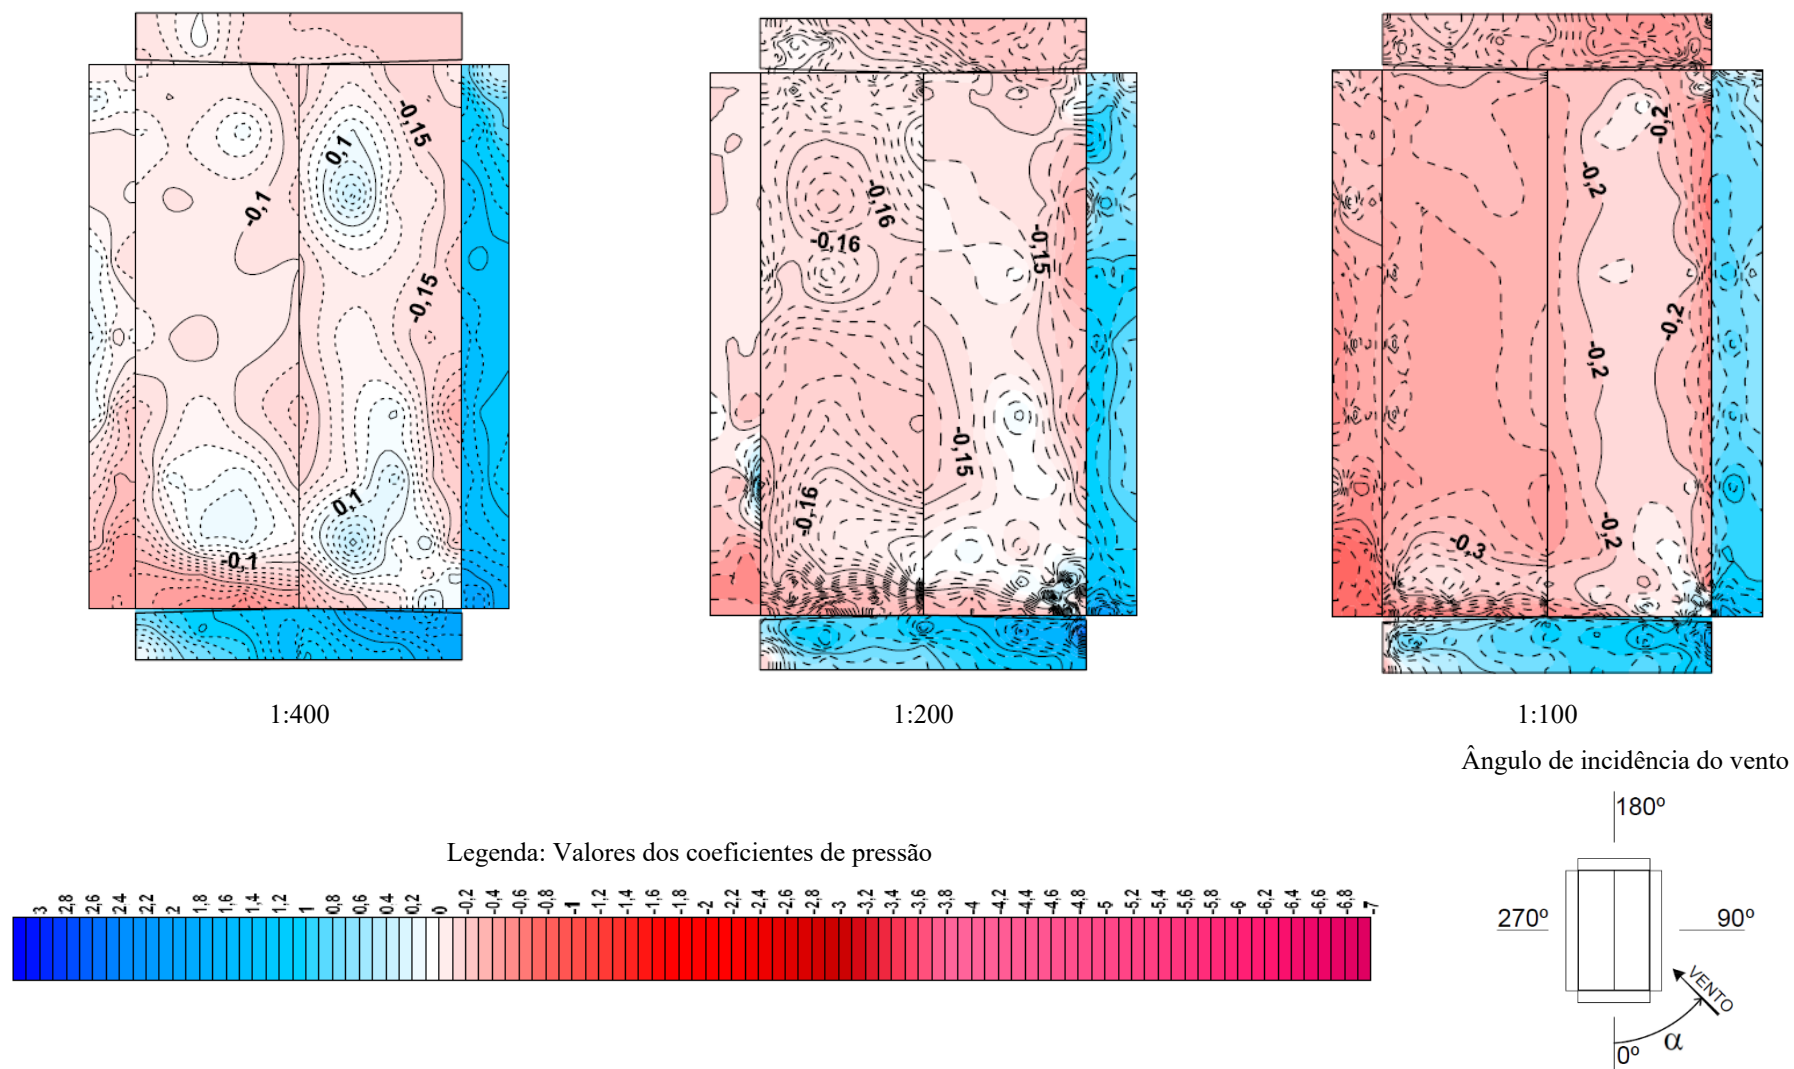 -0,15
0,1
-0,1
-0,15
0,1
-0,1
-0,16
-0,16
-0,15
-0,15
-0,16
-0,2
-0,2
-0,2
-0,2
-0,2
-0,3
1:400
1:200
1:100
Ângulo de incidência do vento
180º
270º
90º
VENTO
α
0º
Legenda: Valores dos coeficientes de pressão
3 2,8 2,6 2,4 2,2 2 1,8 1,6 1,4 1,2 1 0,8 0,6 0,4 0,2 0 -0,2 -0,4 -0,6 -0,8 -1 -1,2 -1,4 -1,6 -1,8 -2 -2,2 -2,4 -2,6 -2,8 -3 -3,2 -3,4 -3,6 -3,8 -4 -4,2 -4,4 -4,6 -4,8 -5 -5,2 -5,4 -5,6 -5,8 -6 -6,2 -6,4 -6,6 -6,8 -7